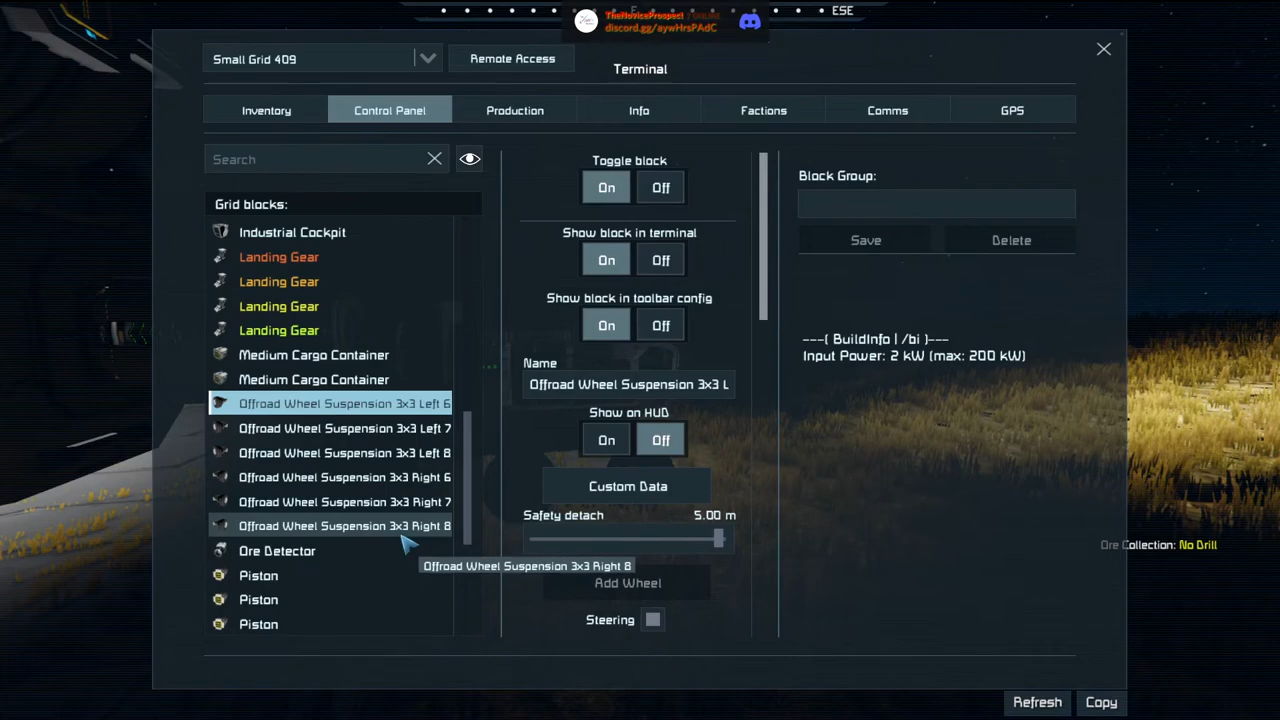 ESE
TheNoviceProspect
discord.gg/aywHrsPAdC
Small Grid 409
Remote Access
Terminal
Inventory
Control Panel
Production
Info
Factions
Comms
GPS
Search
Grid blocks:
Industrial Cockpit
Landing Gear
Landing Gear
Landing Gear
Landing Gear
Medium Cargo Container
Medium Cargo Container
Offroad Wheel Suspension 3x3 Left 6
Offroad Wheel Suspension 3x3 Left 7
Offroad Wheel Suspension 3x3 Left 8
Offroad Wheel Suspension 3x3 Right 6
Offroad Wheel Suspension 3x3 Right 7
Offroad Wheel Suspension 3x3 Right 8
Offroad Wheel Suspension 3x3 Right 8
Ore Detector
Piston
Piston
Piston
Toggle block
On Off
Show block in terminal
On Off
Show block in toolbar config
On Off
Name
Offroad Wheel Suspension 3x3 L
Show on HUD
On Off
Custom Data
Safety detach 5.00 m
Add Wheel
Steering
Block Group:
Save Delete
---( BuildInfo | /bi )---
Input Power: 2 kW (max: 200 kW)
Ore Collection: No Drill
Refresh Copy